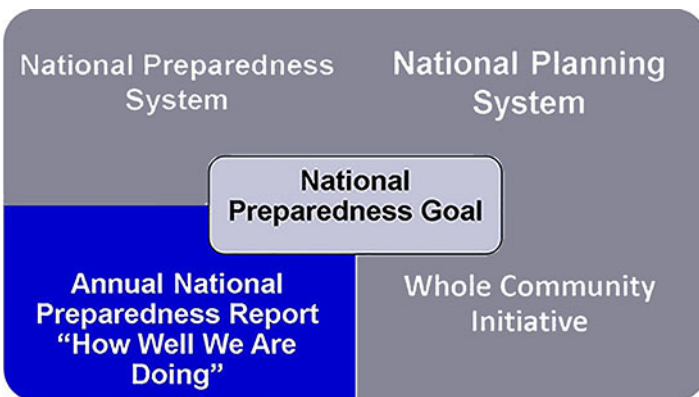 National Preparedness
System
National Planning
System
National
Preparedness Goal
Annual National
Preparedness Report
“How Well We Are
Doing”
Whole Community
Initiative